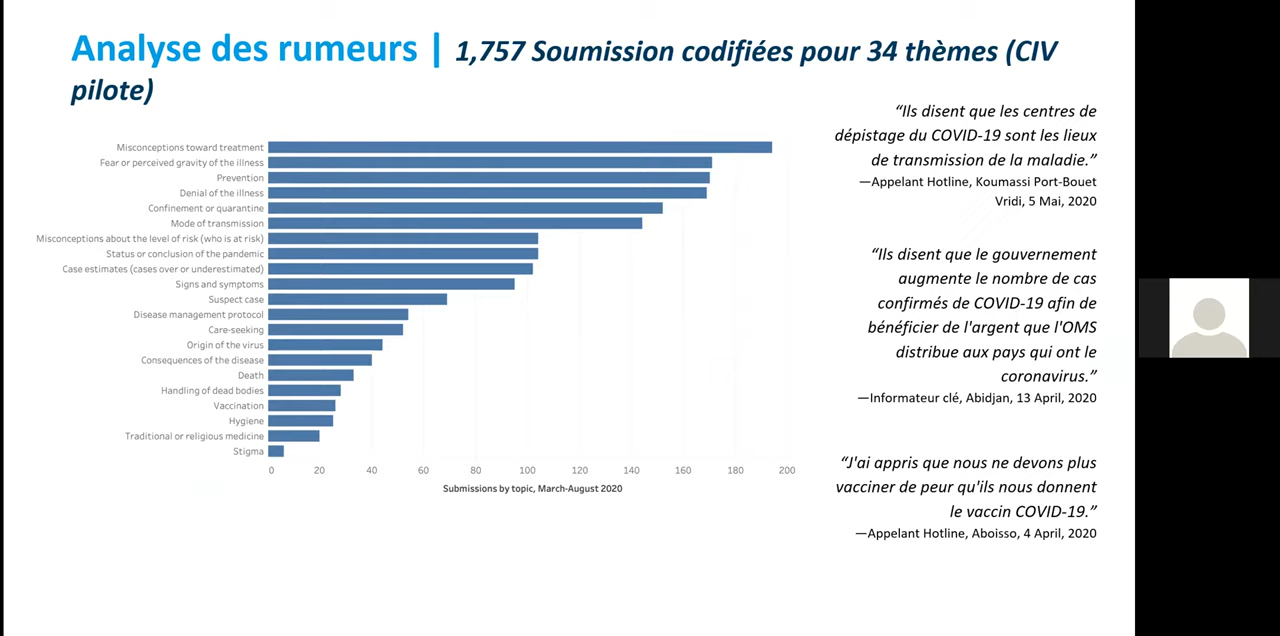 Analyse des rumeurs | 1,757 Soumission codifiées pour 34 thèmes (CIV
pilote)
Misconceptions toward treatment
Fear or perceived gravity of the illness
Prevention
Denial of the illness
Confinement or quarantine
Mode of transmission
Misconceptions about the level of risk (who is at risk)
Status or conclusion of the pandemic
Case estimates (cases over or underestimated)
Signs and symptoms
Suspect case
Disease management protocol
Care-seeking
Origin of the virus
Consequences of the disease
Death
Handling of dead bodies
Vaccination
Hygiene
Traditional or religious medicine
Stigma
0 20 40 60 80 100 120 140 160 180 200
Submissions by topic, March-August 2020
“Ils disent que les centres de
dépistage du COVID-19 sont les lieux
de transmission de la maladie.”
—Appelant Hotline, Koumassi Port-Bouet
Vridi, 5 Mai, 2020
“Ils disent que le gouvernement
augmente le nombre de cas
confirmés de COVID-19 afin de
bénéficier de l'argent que l'OMS
distribue aux pays qui ont le
coronavirus.”
—Informateur clé, Abidjan, 13 April, 2020
“J'ai appris que nous ne devons plus
vacciner de peur qu'ils nous donnent
le vaccin COVID-19.”
—Appelant Hotline, Aboisso, 4 April, 2020